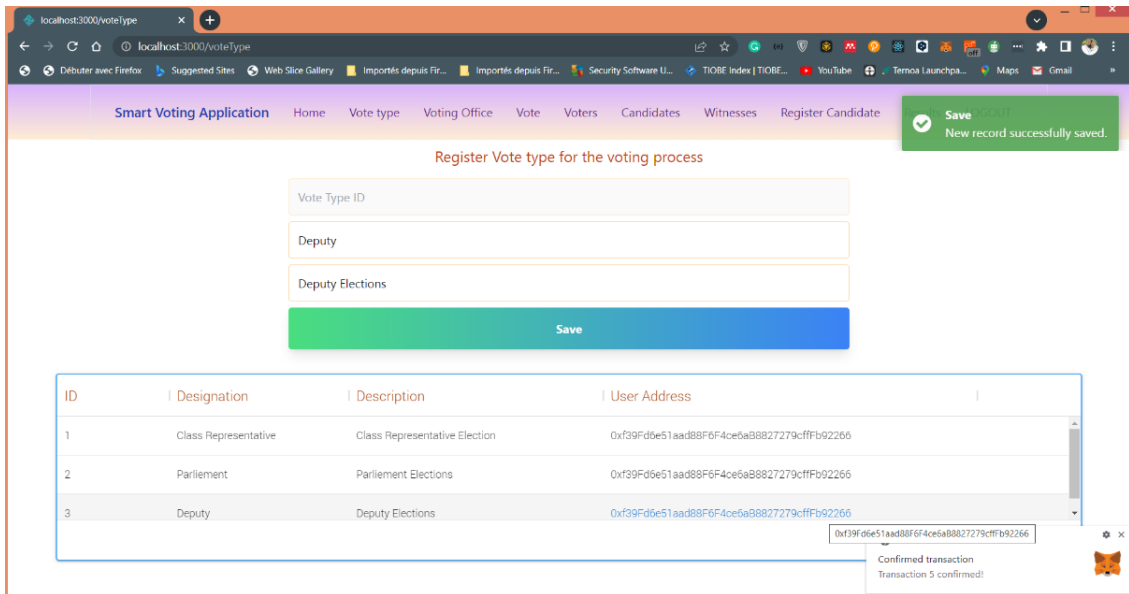 localhost:3000/voteType
localhost:3000/voteType
Débuter avec Firefox Suggested Sites Web Slice Gallery Importés depuis Fir... Importés depuis Fir... Security Software U... TIOBE Index | TIOBE... YouTube Ternoa Launchpa... Maps Gmail »
Smart Voting Application Home Vote type Voting Office Vote Voters Candidates Witnesses Register Candidate LOGOUT
Save
New record successfully saved.
Register Vote type for the voting process
Vote Type ID
Deputy
Deputy Elections
Save
ID Designation Description User Address
1 Class Representative Class Representative Election 0xf39Fd6e51aad88F6F4ce6aB8827279cffFb92266
2 Parliement Parliement Elections 0xf39Fd6e51aad88F6F4ce6aB8827279cffFb92266
3 Deputy Deputy Elections 0xf39Fd6e51aad88F6F4ce6aB8827279cffFb92266
0xf39Fd6e51aad88F6F4ce6aB8827279cffFb92266
Confirmed transaction
Transaction 5 confirmed!